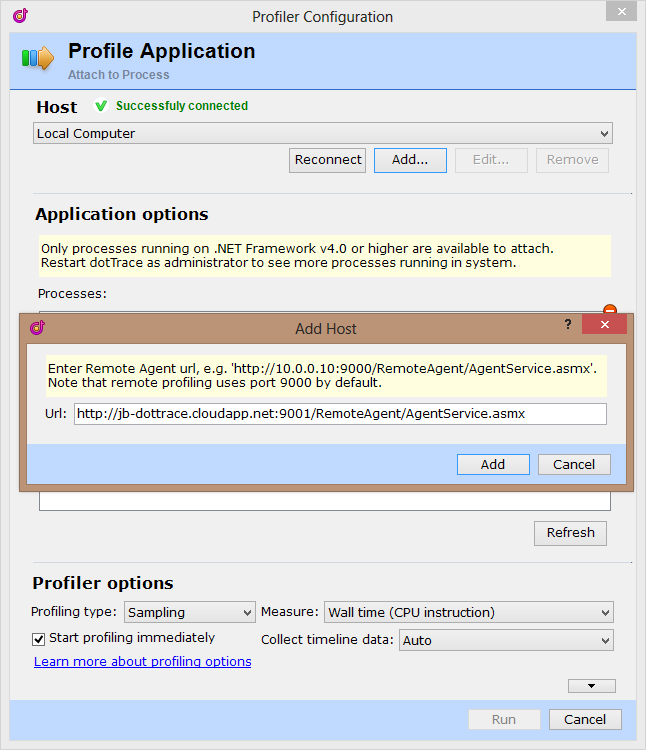 Profiler Configuration
Profile Application
Attach to Process
Host
Successfuly connected
Local Computer
Reconnect
Add...
Edit...
Remove
Application options
Only processes running on .NET Framework v4.0 or higher are available to attach.
Restart dotTrace as administrator to see more processes running in system.
Processes:
Add Host
?
Enter Remote Agent url, e.g. 'http://10.0.0.10:9000/RemoteAgent/AgentService.asmx'.
Note that remote profiling uses port 9000 by default.
Url: http://jb-dottrace.cloudapp.net:9001/RemoteAgent/AgentService.asmx
Add
Cancel
Refresh
Profiler options
Profiling type: Sampling
Measure: Wall time (CPU instruction)
Start profiling immediately
Collect timeline data: Auto
Learn more about profiling options
Run
Cancel